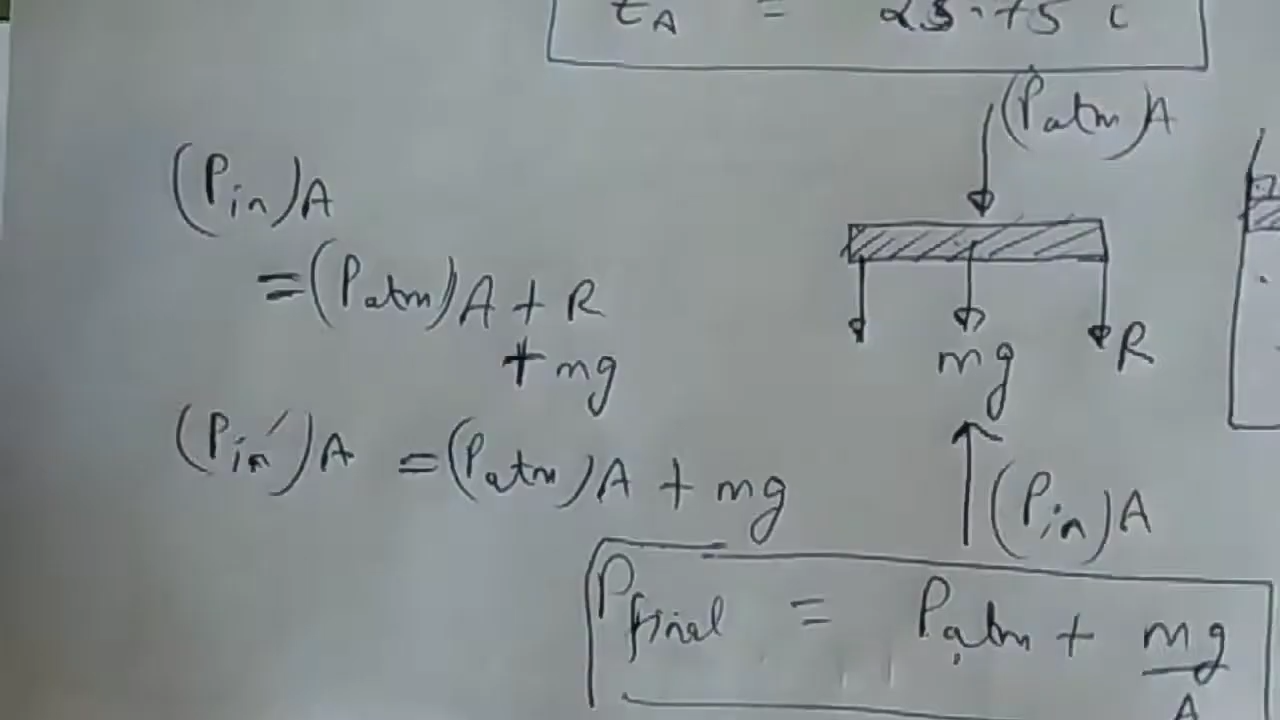 (Patm)A
(Pin)A
= (Patm)A + R
+ mg
mg
R
(Pin')A = (Patm)A + mg
(Pin)A
Pfinal = Patm + mg/A